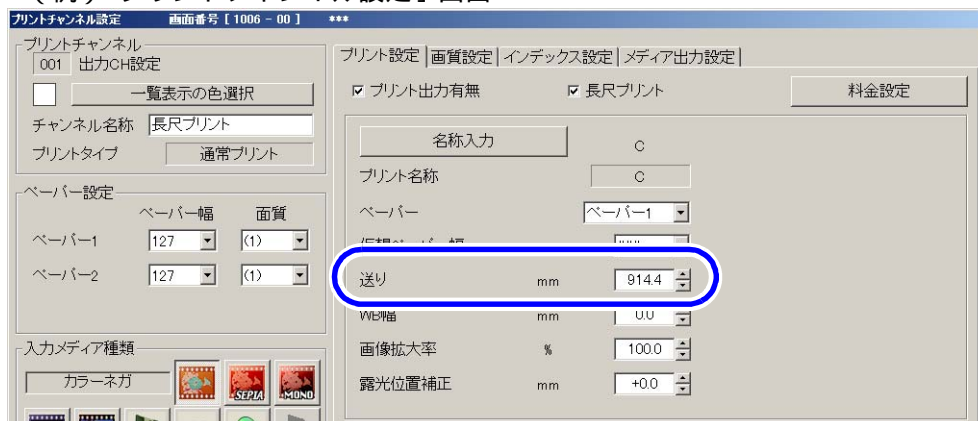 プリントチャンネル設定 画面番号 [ 1006 - 00 ] ***
プリントチャンネル
001 出力CH設定
一覧表示の色選択
チャンネル名称 長尺プリント
プリントタイプ 通常プリント
ペーパー設定
ペーパー幅 面質
ペーパー1 127 (1)
ペーパー2 127 (1)
入力メディア種類
カラーネガ
SEPIA
MONO
プリント設定 画質設定 インデックス設定 メディア出力設定
プリント出力有無 長尺プリント 料金設定
名称入力 C
プリント名称 C
ペーパー ペーパー1
送り mm 914.4
WB幅 mm 0.0
画像拡大率 % 100.0
露光位置補正 mm +0.0